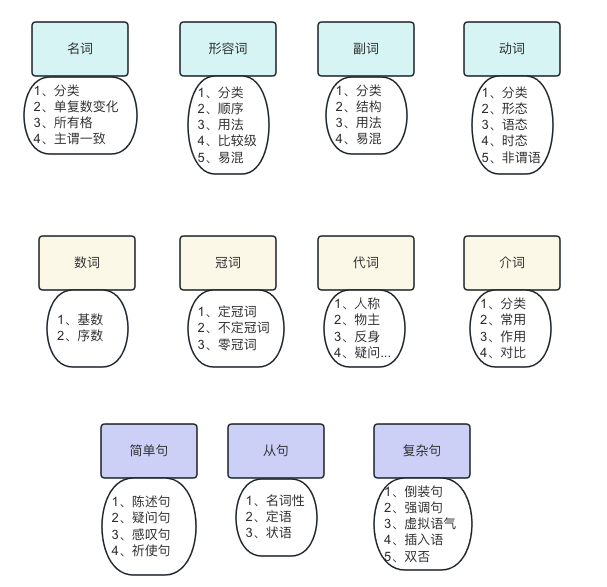 名词
1、分类
2、单复数变化
3、所有格
4、主谓一致
形容词
1、分类
2、顺序
3、用法
4、比较级
5、易混
副词
1、分类
2、结构
3、用法
4、易混
动词
1、分类
2、形态
3、语态
4、时态
5、非谓语
数词
1、基数
2、序数
冠词
1、定冠词
2、不定冠词
3、零冠词
代词
1、人称
2、物主
3、反身
4、疑问...
介词
1、分类
2、常用
3、作用
4、对比
简单句
1、陈述句
2、疑问句
3、感叹句
4、祈使句
从句
1、名词性
2、定语
3、状语
复杂句
1、倒装句
2、强调句
3、虚拟语气
4、插入语
5、双否